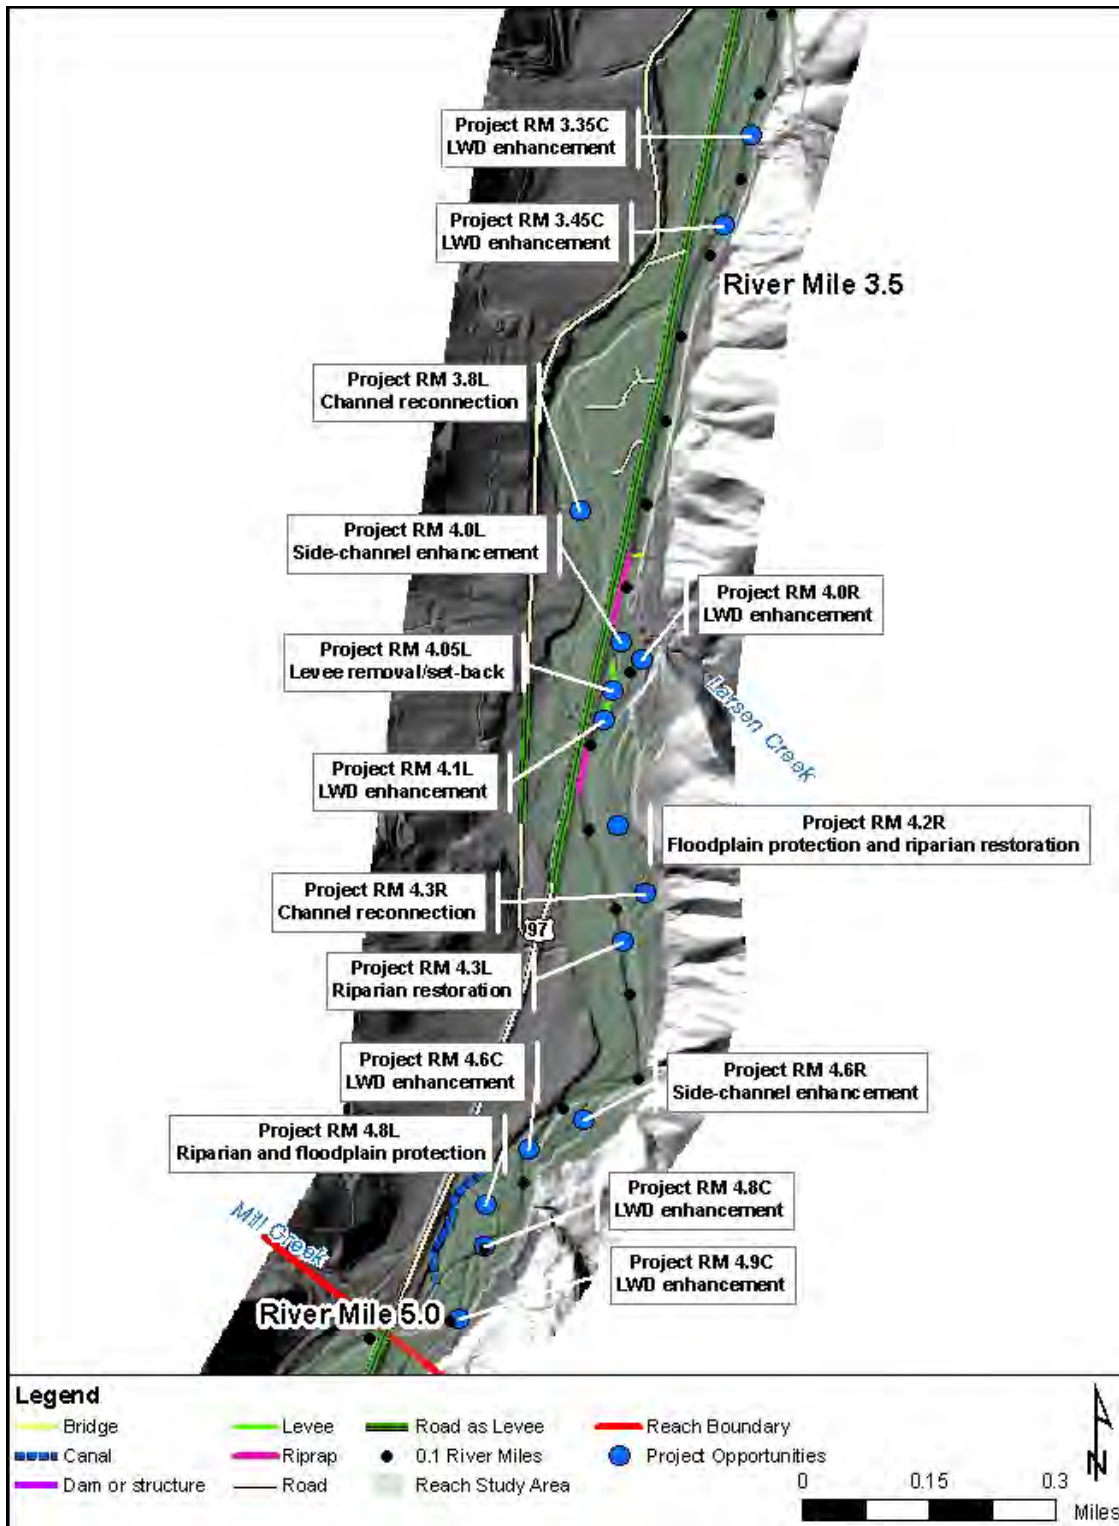 Project RM 3.35C
LWD enhancement
Project RM 3.45C
LWD enhancement
River Mile 3.5
Project RM 3.8L
Channel reconnection
Project RM 4.0L
Side-channel enhancement
Project RM 4.0R
LWD enhancement
Project RM 4.05L
Levee removal/set-back
Larsen Creek
Project RM 4.1L
LWD enhancement
Project RM 4.2R
Floodplain protection and riparian restoration
Project RM 4.3R
Channel reconnection
97
Project RM 4.3L
Riparian restoration
Project RM 4.6C
LWD enhancement
Project RM 4.6R
Side-channel enhancement
Project RM 4.8L
Riparian and floodplain protection
Project RM 4.8C
LWD enhancement
Mill Creek
Project RM 4.9C
LWD enhancement
River Mile 5.0
Legend
Bridge
Canal
Dam or structure
Levee
Riprap
Road
Road as Levee
0.1 River Miles
Reach Study Area
Reach Boundary
Project Opportunities
N
0 0.15 0.3
Miles